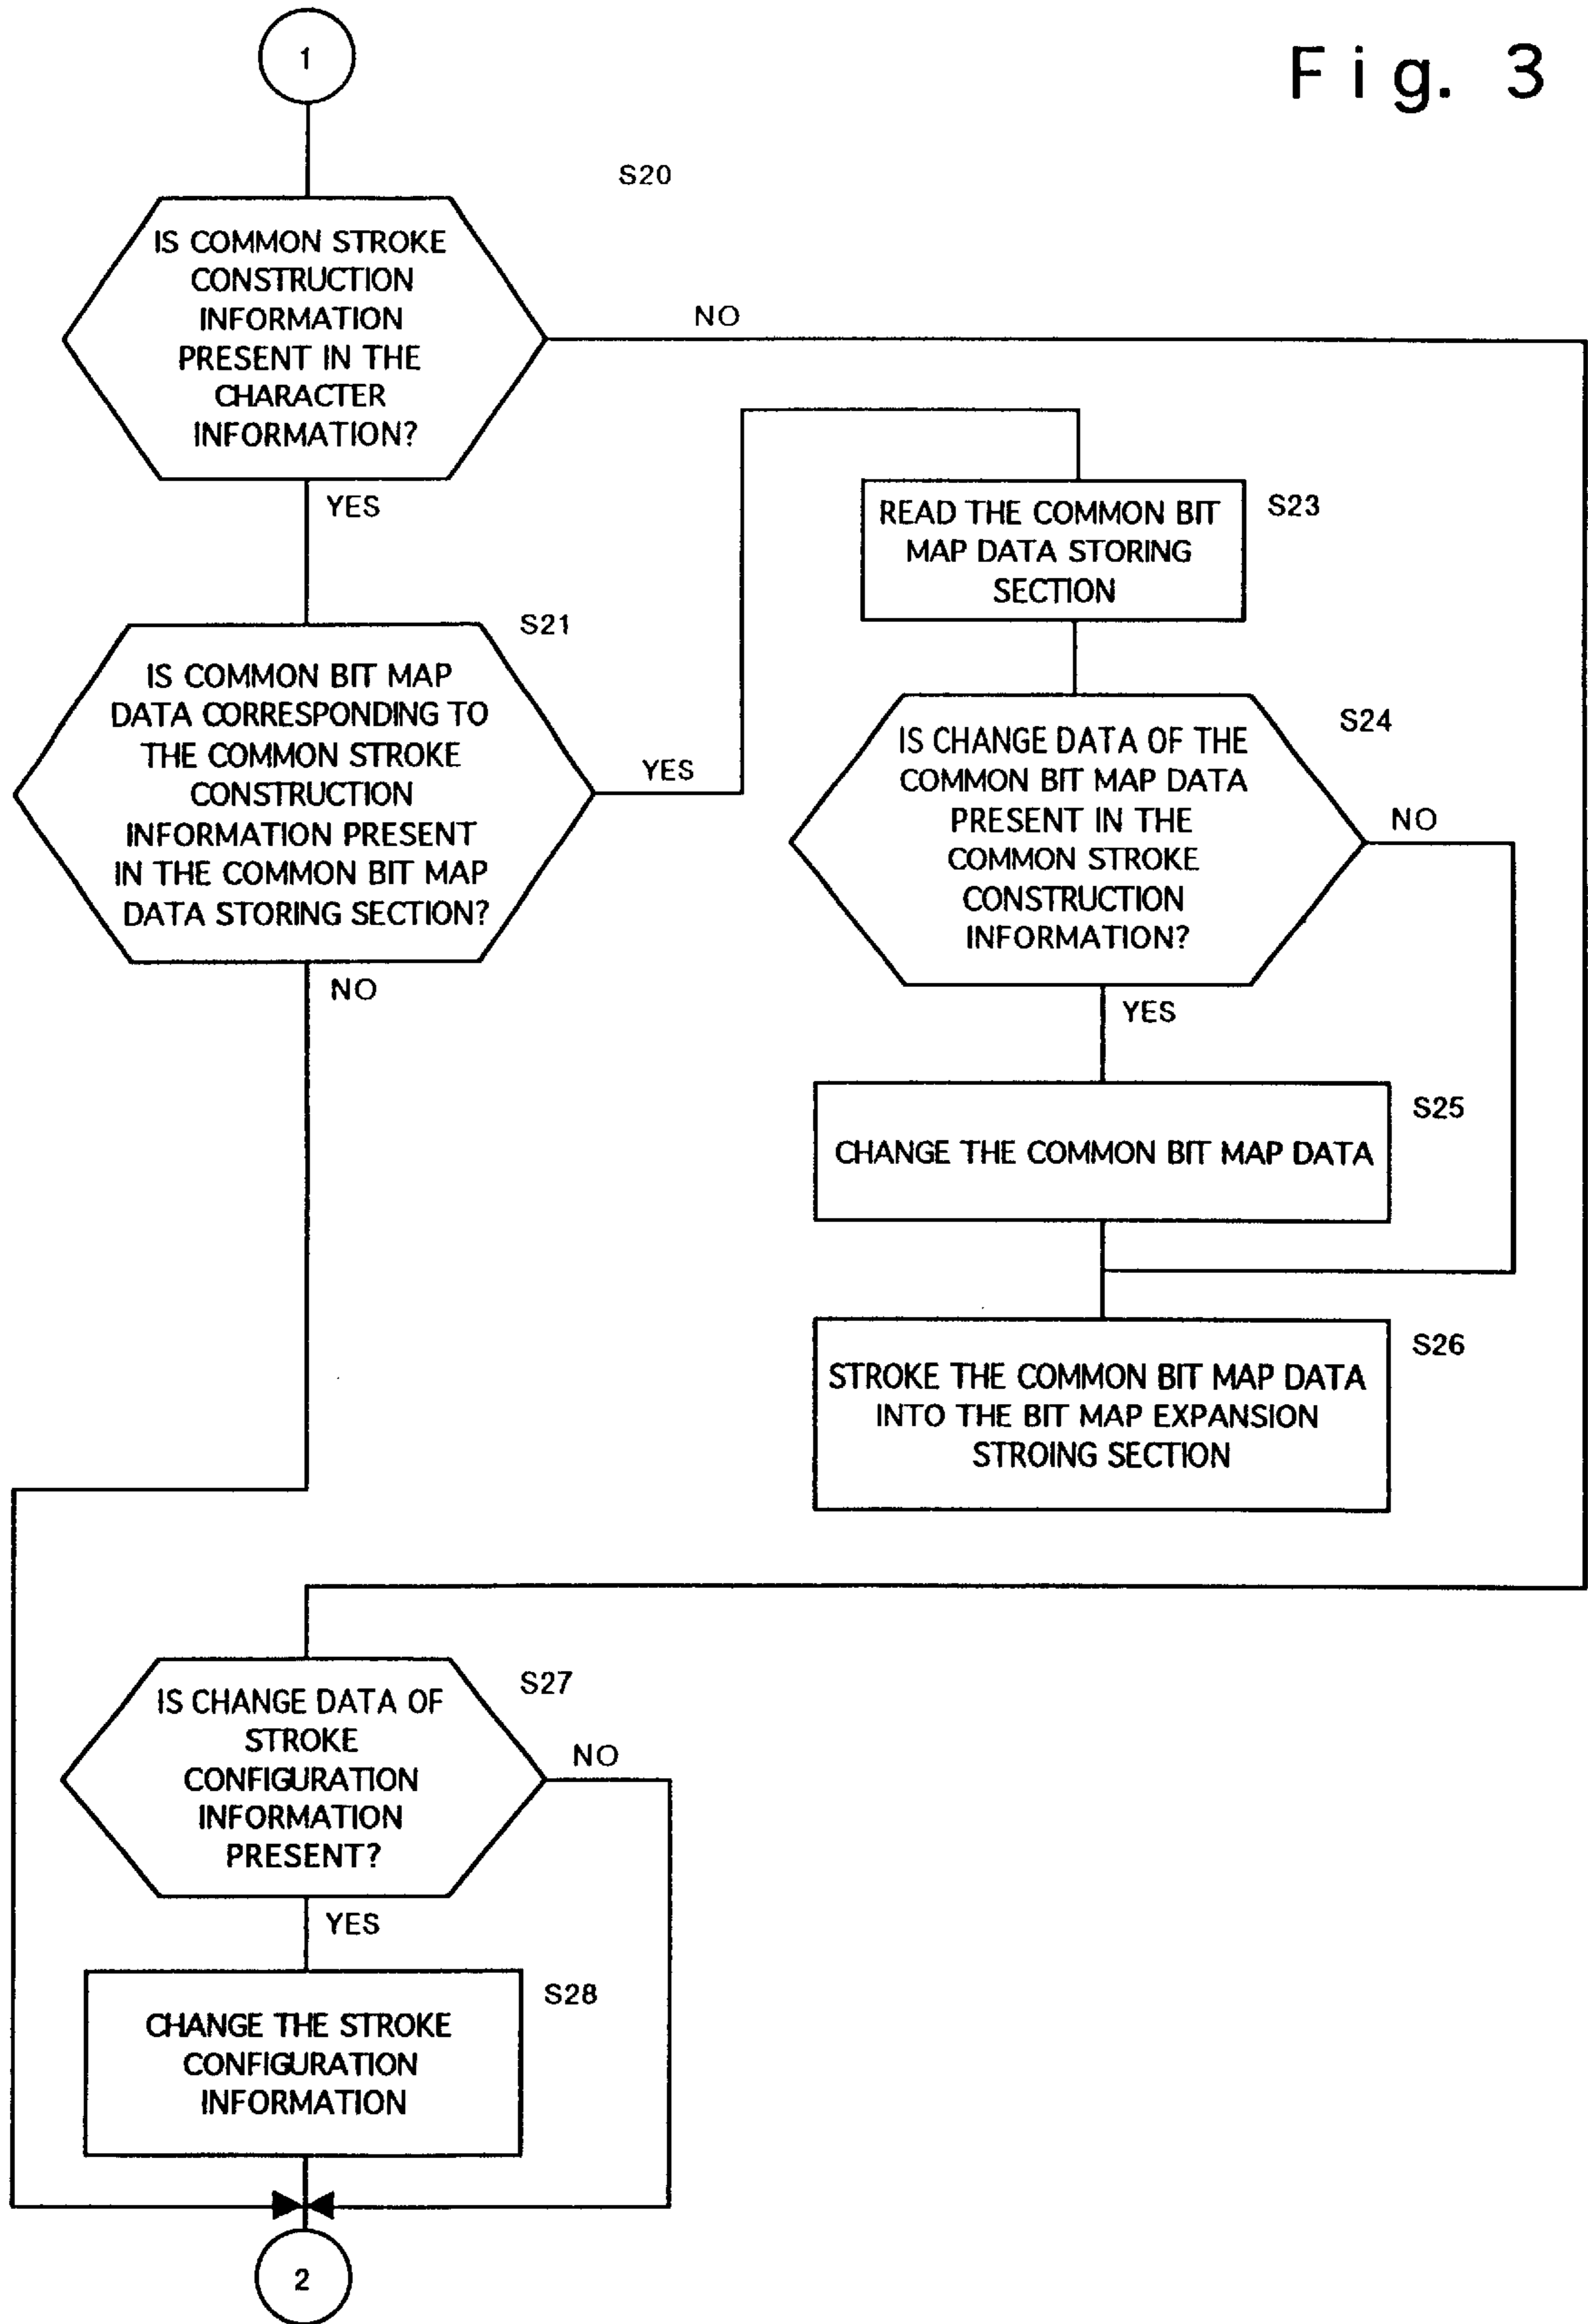 Fig. 3
1
S20
IS COMMON STROKE
CONSTRUCTION
INFORMATION
PRESENT IN THE
CHARACTER
INFORMATION?
NO
YES
S21
IS COMMON BIT MAP
DATA CORRESPONDING TO
THE COMMON STROKE
CONSTRUCTION
INFORMATION PRESENT
IN THE COMMON BIT MAP
DATA STORING SECTION?
YES
NO
READ THE COMMON BIT
MAP DATA STORING
SECTION
S23
S24
IS CHANGE DATA OF THE
COMMON BIT MAP DATA
PRESENT IN THE
COMMON STROKE
CONSTRUCTION
INFORMATION?
NO
YES
S25
CHANGE THE COMMON BIT MAP DATA
S26
STROKE THE COMMON BIT MAP DATA
INTO THE BIT MAP EXPANSION
STROING SECTION
S27
IS CHANGE DATA OF
STROKE
CONFIGURATION
INFORMATION
PRESENT?
NO
YES
S28
CHANGE THE STROKE
CONFIGURATION
INFORMATION
2